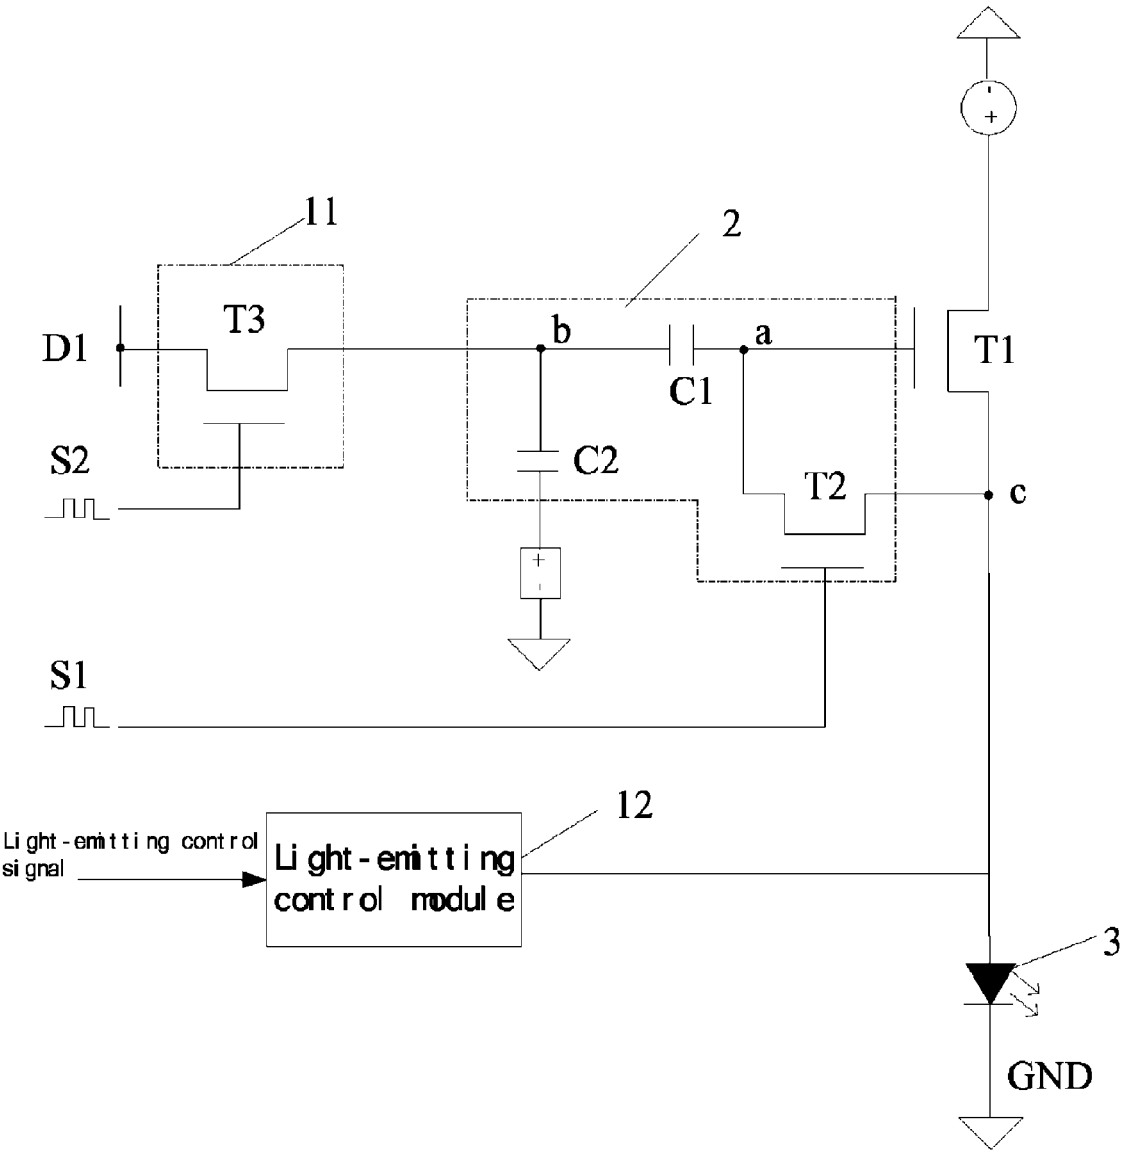 11
2
T3
D1
b
a
T1
C1
S2
C2
T2
c
S1
12
Light-emitting control
signal
Light-emitting
control module
3
GND